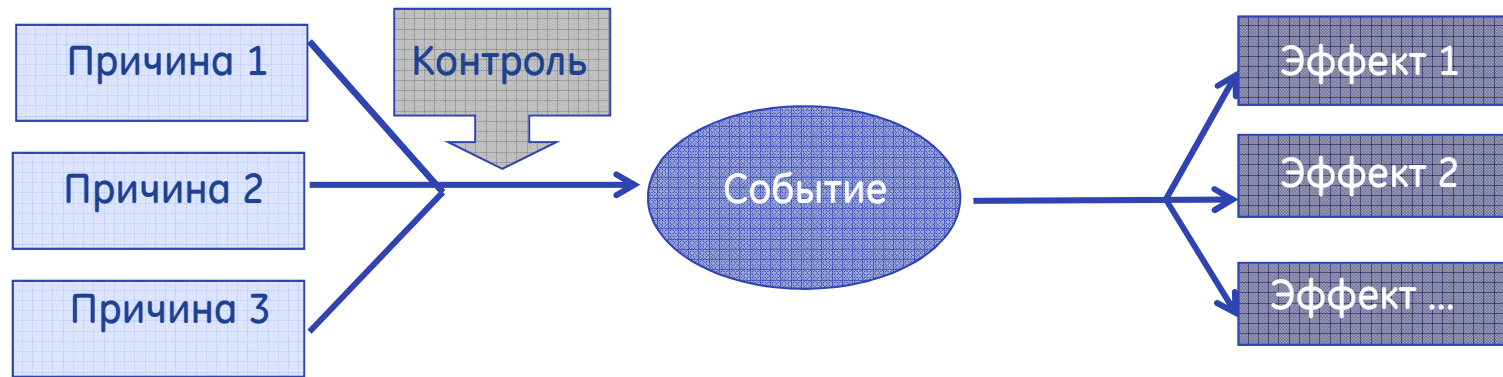 Причина 1
Контроль
Эффект 1
Причина 2
Событие
Эффект 2
Причина 3
Эффект ...